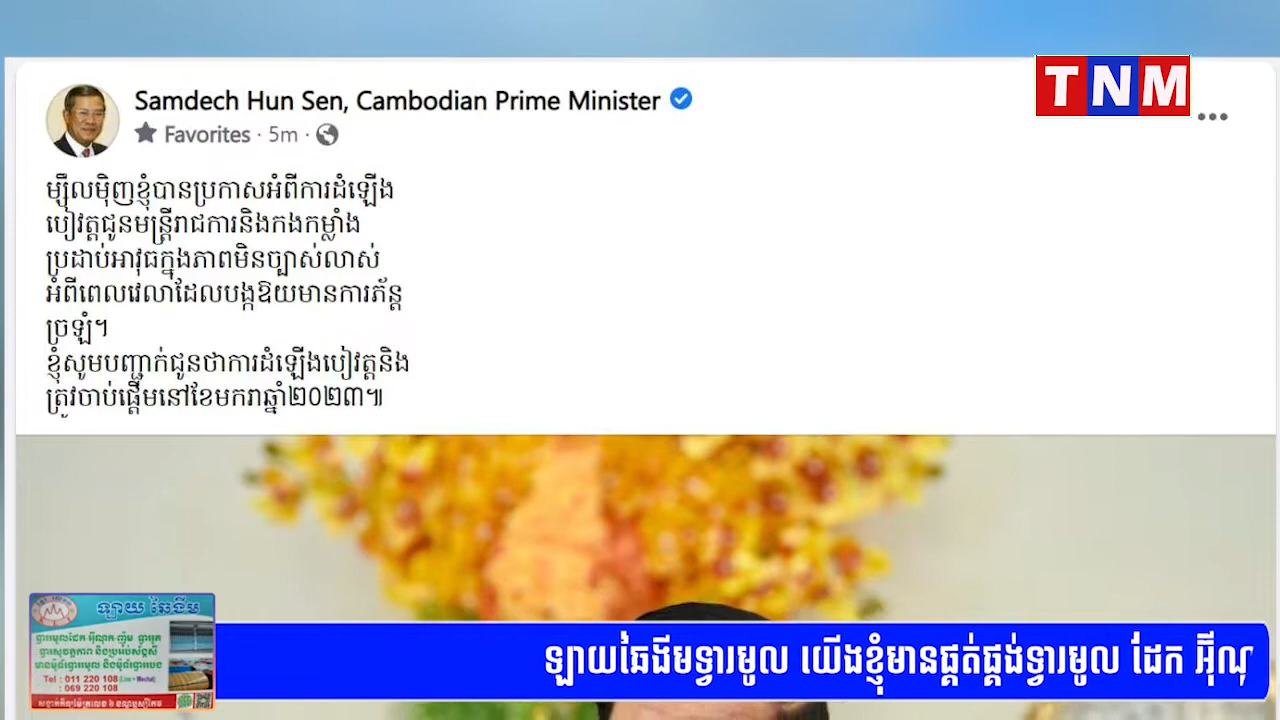 Samdech Hun Sen, Cambodian Prime Minister
TNM
Favorites · 5m ·
ម្សឺលម៉ិញខ្ញុំបានប្រកាសអំពីការដំឡើង
បៀវត្តជូនមន្ត្រីរាជការនិងកងកម្លាំង
ប្រដាប់អាវុធក្នុងភាពមិនច្បាស់លាស់
អំពីពេលវេលាដែលបង្កឱយមានការភ័ន្ត
ច្រឡំ។
ខ្ញុំសូមបញ្ជាក់ជូនថាការដំឡើងបៀវត្តនិង
ត្រូវចាប់ផ្តើមនៅខែមករាឆ្នាំ២០២៣៕
ឡាយឆៃងីម
Tel : 011 220 108 (Line + Wechat)
: 069 220 108
ឡាយឆៃងីមទ្វារមូល យើងខ្ញុំមានផ្គត់ផ្គង់ទ្វារមូល ដែក អ៊ីណុ